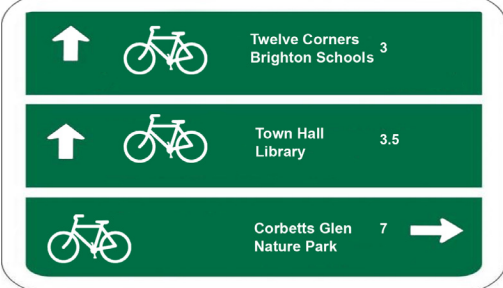 Twelve Corners
Brighton Schools 3
Town Hall
Library 3.5
Corbetts Glen 7
Nature Park